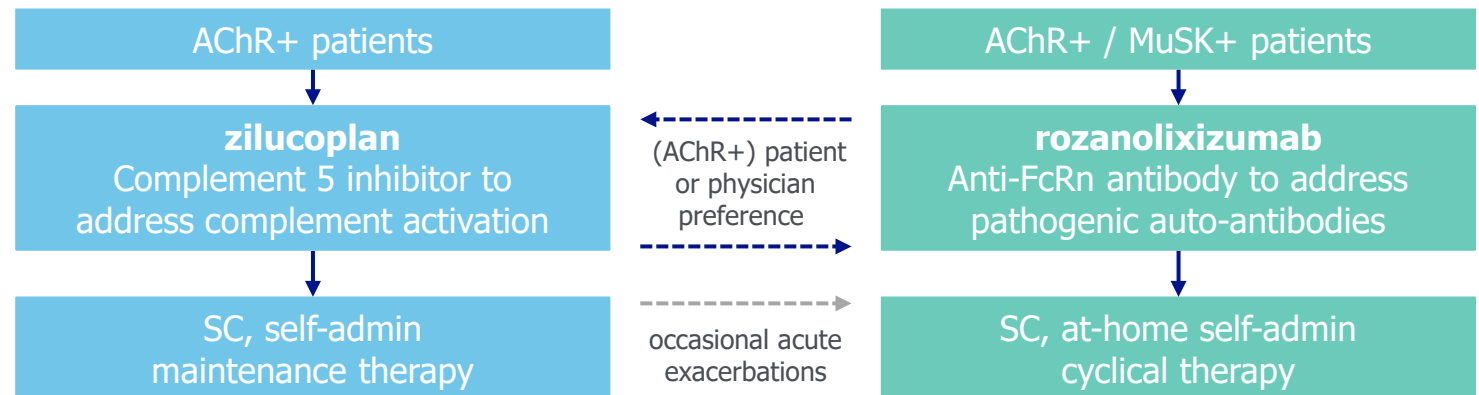 AChR+ patients
zilucoplan
Complement 5 inhibitor to
address complement activation
SC, self-admin
maintenance therapy
(AChR+) patient
or physician
preference
occasional acute
exacerbations
AChR+ / MuSK+ patients
rozanolixizumab
Anti-FcRn antibody to address
pathogenic auto-antibodies
SC, at-home self-admin
cyclical therapy